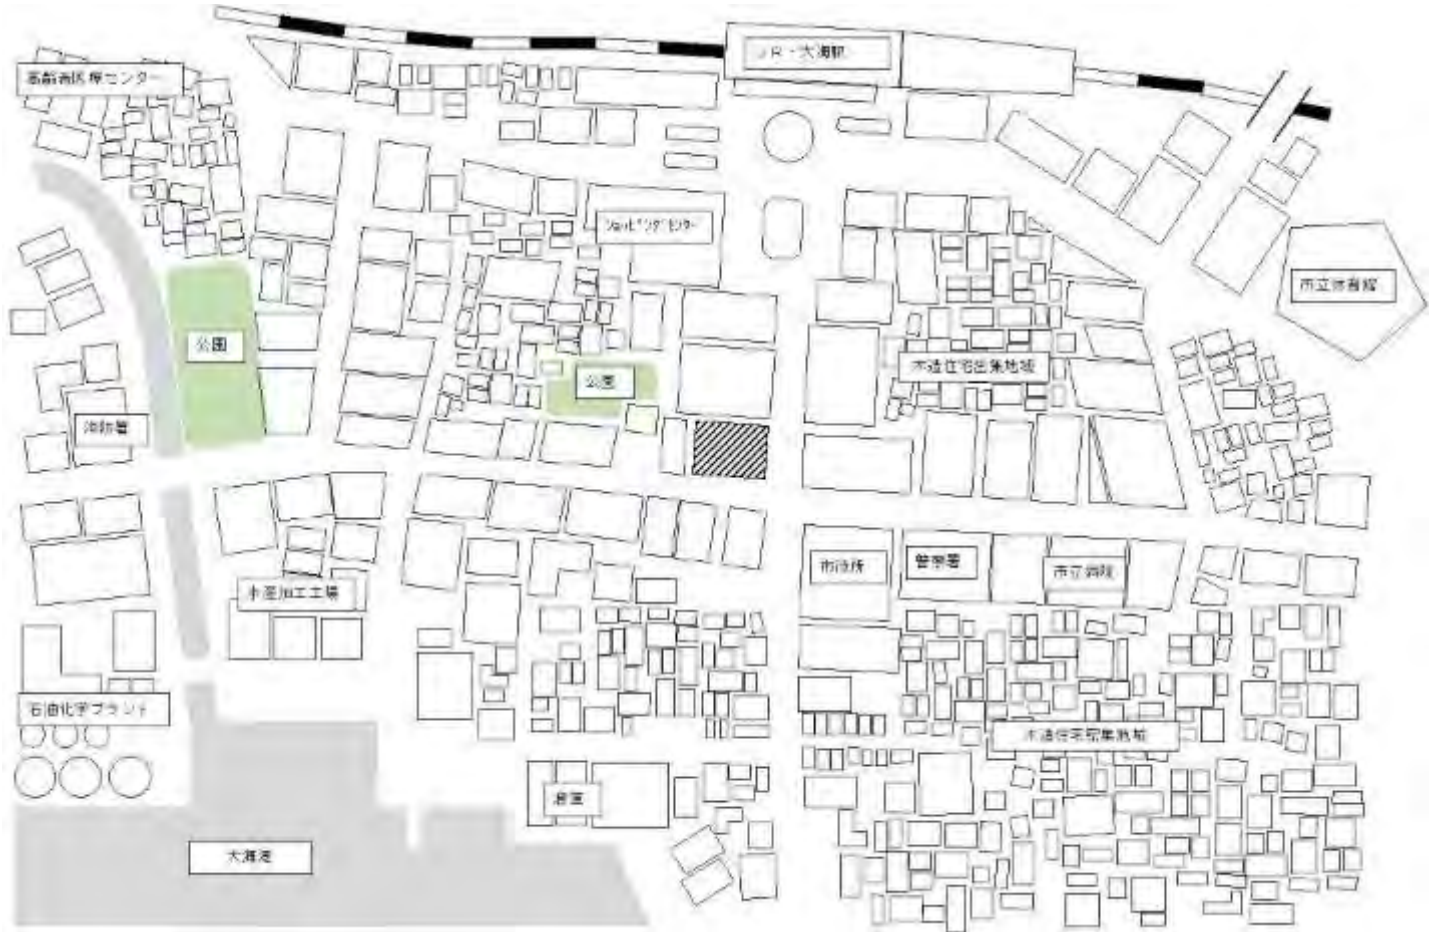 JR・大海駅
高齢者医療センター
ショッピングセンター
市立体育館
公園
木造住宅密集地域
公園
消防署
市役所
警察署
市立病院
水産加工工場
石油化学プラント
木造住宅密集地域
倉庫
大海湾